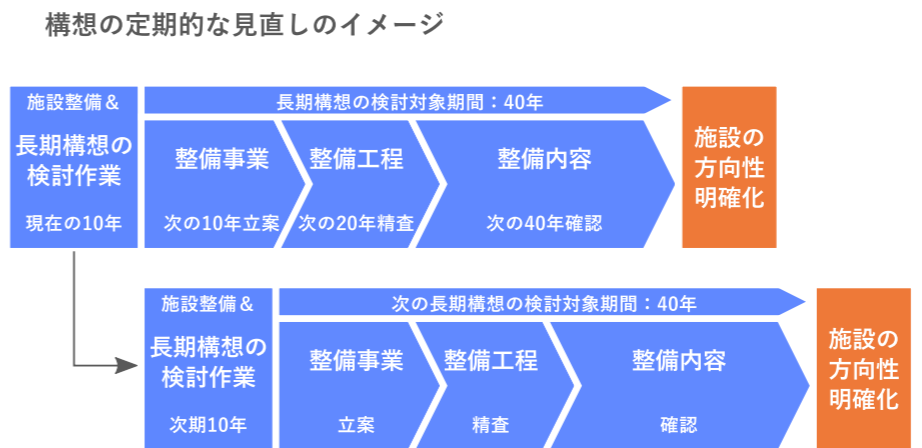 構想の定期的な見直しのイメージ
施設整備＆
長期構想の
検討作業
現在の10年
長期構想の検討対象期間：40年
整備事業
次の10年立案
整備工程
次の20年精査
整備内容
次の40年確認
施設の
方向性
明確化
施設整備＆
長期構想の
検討作業
次期10年
次の長期構想の検討対象期間：40年
整備事業
立案
整備工程
精査
整備内容
確認
施設の
方向性
明確化